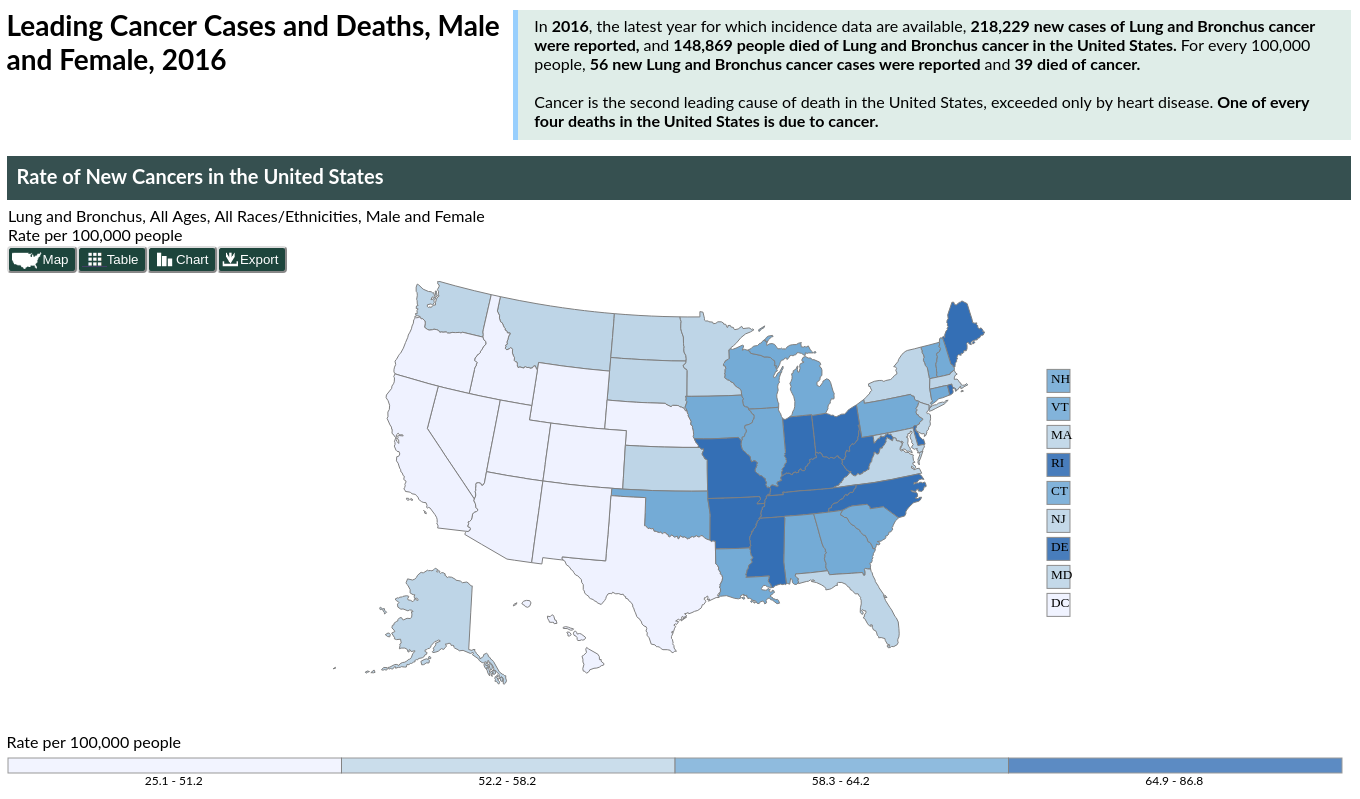 Leading Cancer Cases and Deaths, Male
and Female, 2016
In 2016, the latest year for which incidence data are available, 218,229 new cases of Lung and Bronchus cancer
were reported, and 148,869 people died of Lung and Bronchus cancer in the United States. For every 100,000
people, 56 new Lung and Bronchus cancer cases were reported and 39 died of cancer.
Cancer is the second leading cause of death in the United States, exceeded only by heart disease. One of every
four deaths in the United States is due to cancer.
Rate of New Cancers in the United States
Lung and Bronchus, All Ages, All Races/Ethnicities, Male and Female
Rate per 100,000 people
Map Table Chart Export
NH
VT
MA
RI
CT
NJ
DE
MD
DC
Rate per 100,000 people
25.1 - 51.2 52.2 - 58.2 58.3 - 64.2 64.9 - 86.8